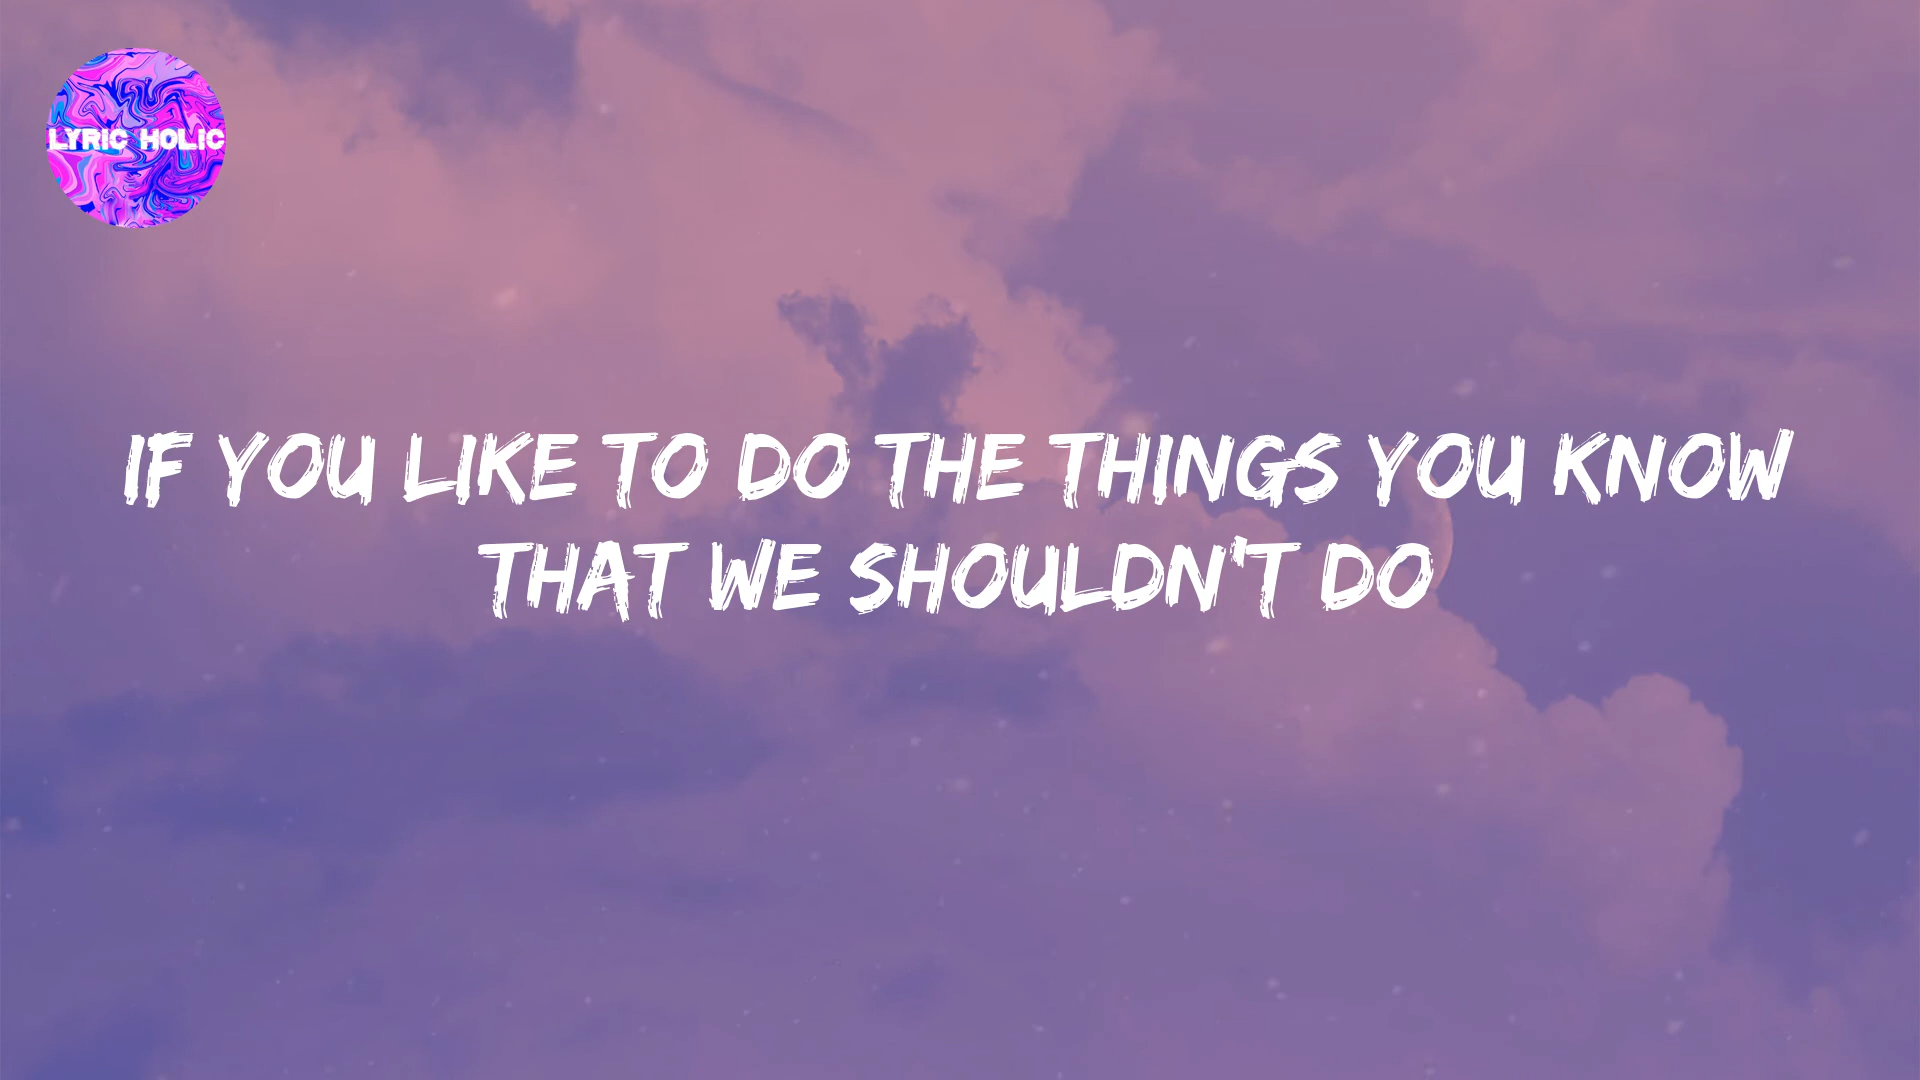 LYRIC HOLIC
IF YOU LIKE TO DO THE THINGS YOU KNOW
THAT WE SHOULDN'T DO